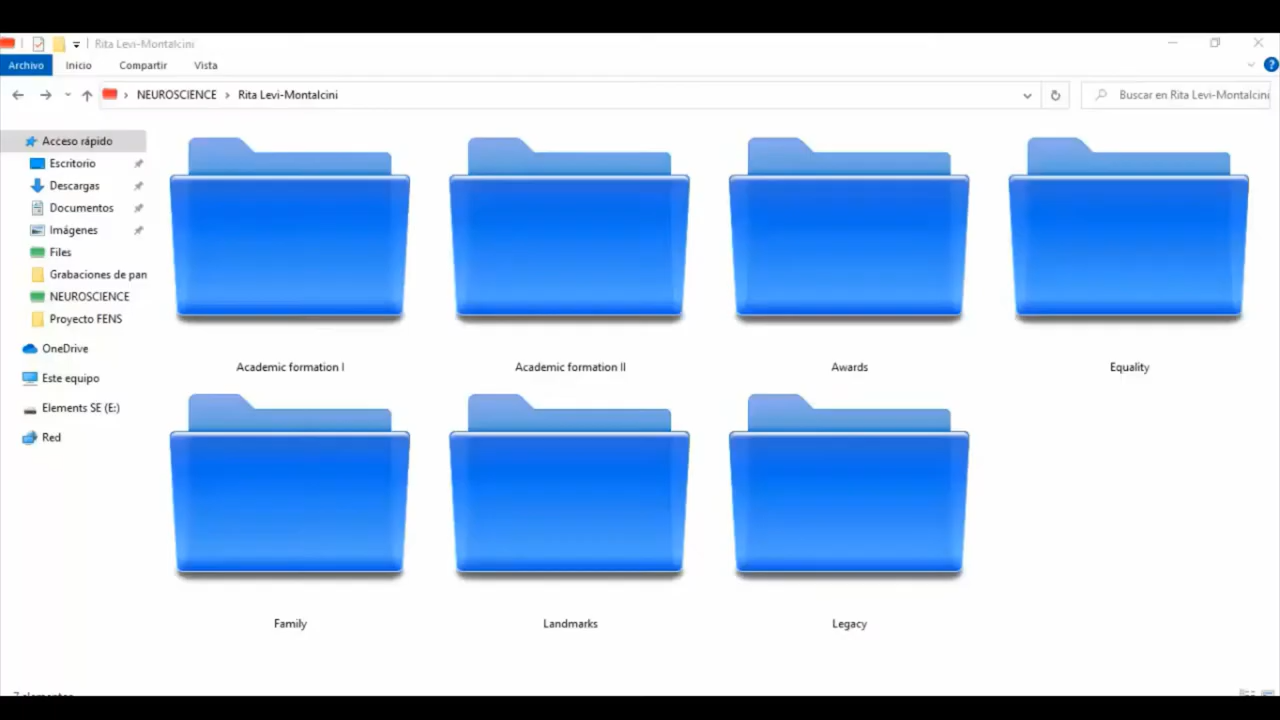 Rita Levi-Montalcini
Archivo Inicio Compartir Vista
NEUROSCIENCE › Rita Levi-Montalcini
Buscar en Rita Levi-Montalcini
Acceso rápido
Escritorio
Descargas
Documentos
Imágenes
Files
Grabaciones de pan
NEUROSCIENCE
Proyecto FENS
OneDrive
Este equipo
Elements SE (E:)
Red
Academic formation I
Academic formation II
Awards
Equality
Family
Landmarks
Legacy
7 elementos